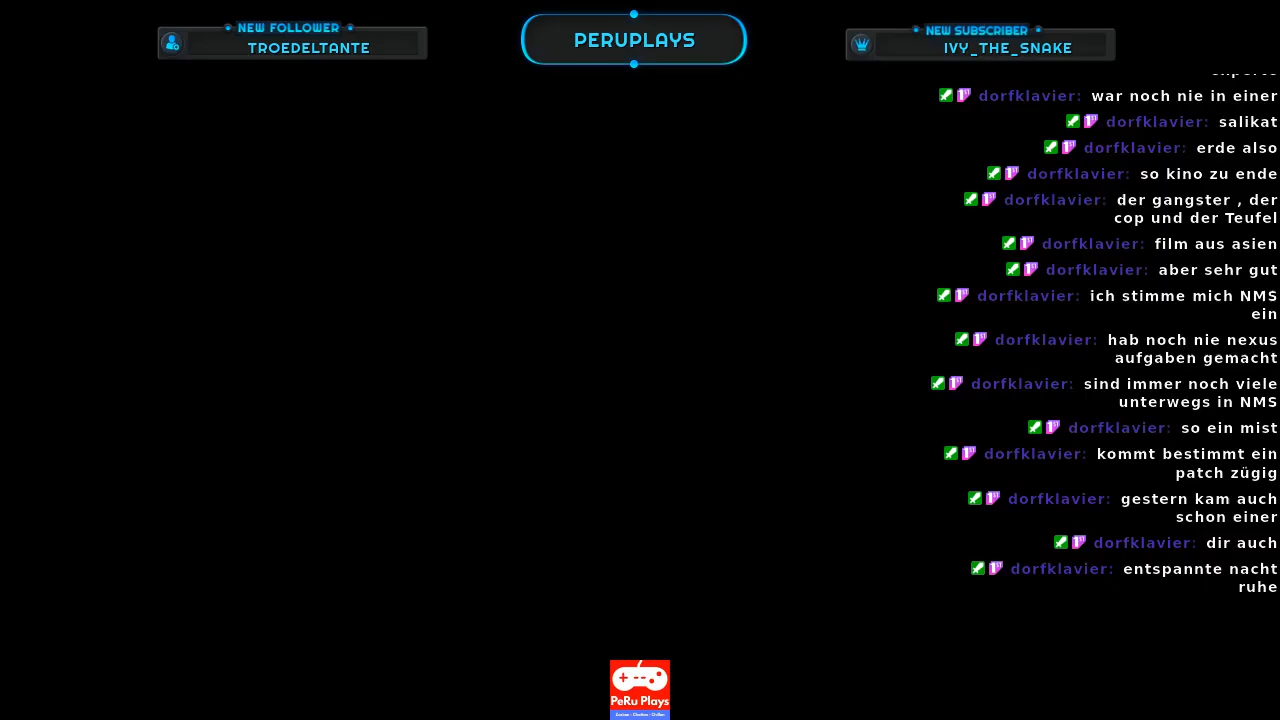 NEW FOLLOWER
TROEDELTANTE
PERUPLAYS
NEW SUBSCRIBER
IVY_THE_SNAKE
dorfklavier: war noch nie in einer
dorfklavier: salikat
dorfklavier: erde also
dorfklavier: so kino zu ende
dorfklavier: der gangster , der
cop und der Teufel
dorfklavier: film aus asien
dorfklavier: aber sehr gut
dorfklavier: ich stimme mich NMS
ein
dorfklavier: hab noch nie nexus
aufgaben gemacht
dorfklavier: sind immer noch viele
unterwegs in NMS
dorfklavier: so ein mist
dorfklavier: kommt bestimmt ein
patch zügig
dorfklavier: gestern kam auch
schon einer
dorfklavier: dir auch
dorfklavier: entspannte nacht
ruhe
PeRu Plays